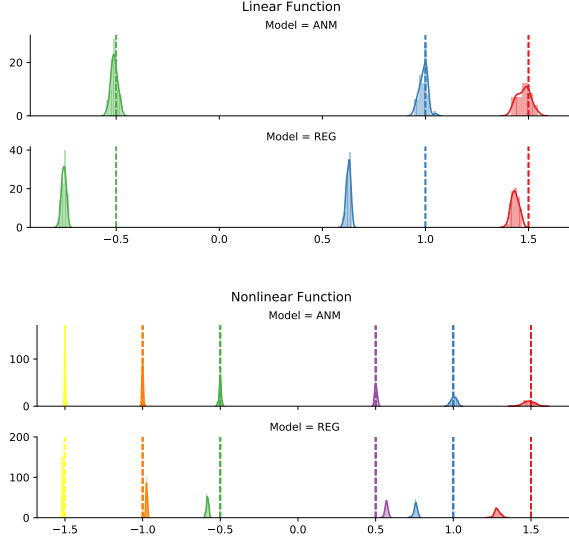 Linear Function
Model = ANM
20
0
Model = REG
40
20
0
−0.5 0.0 0.5 1.0 1.5
Nonlinear Function
Model = ANM
100
0
Model = REG
200
100
0
−1.5 −1.0 −0.5 0.0 0.5 1.0 1.5